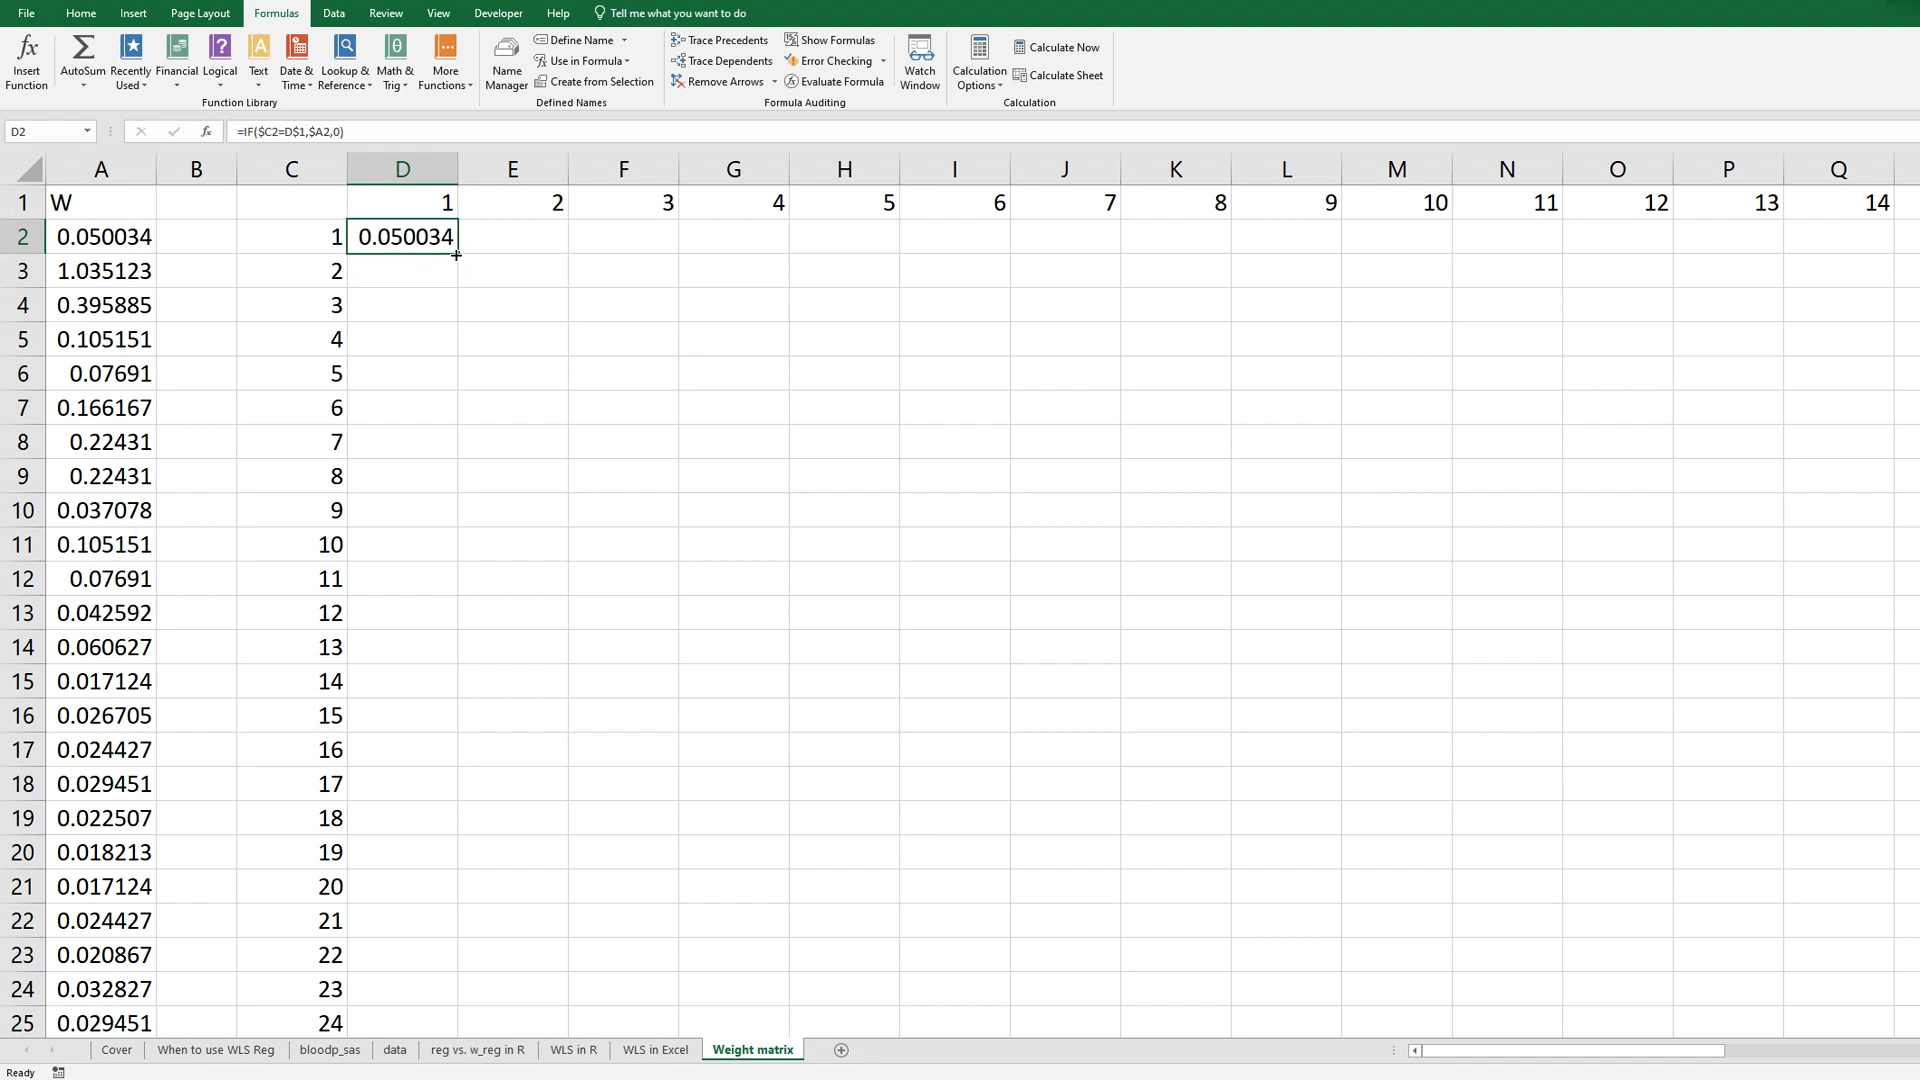 File Home Insert Page Layout Formulas Data Review View Developer Help Tell me what you want to do
fx Insert Function
AutoSum
Recently Used
Financial
Logical
Text
Date & Time
Lookup & Reference
Math & Trig
More Functions
Function Library
Name Manager
Define Name
Use in Formula
Create from Selection
Defined Names
Trace Precedents
Trace Dependents
Remove Arrows
Show Formulas
Error Checking
Evaluate Formula
Formula Auditing
Watch Window
Calculation Options
Calculate Now
Calculate Sheet
Calculation
D2 fx =IF($C2=D$1,$A2,0)
A B C D E F G H I J K L M N O P Q
1 W 1 2 3 4 5 6 7 8 9 10 11 12 13 14
2 0.050034 1 0.050034
3 1.035123 2
4 0.395885 3
5 0.105151 4
6 0.07691 5
7 0.166167 6
8 0.22431 7
9 0.22431 8
10 0.037078 9
11 0.105151 10
12 0.07691 11
13 0.042592 12
14 0.060627 13
15 0.017124 14
16 0.026705 15
17 0.024427 16
18 0.029451 17
19 0.022507 18
20 0.018213 19
21 0.017124 20
22 0.024427 21
23 0.020867 22
24 0.032827 23
25 0.029451 24
Cover When to use WLS Reg bloodp_sas data reg vs. w_reg in R WLS in R WLS in Excel Weight matrix
Ready